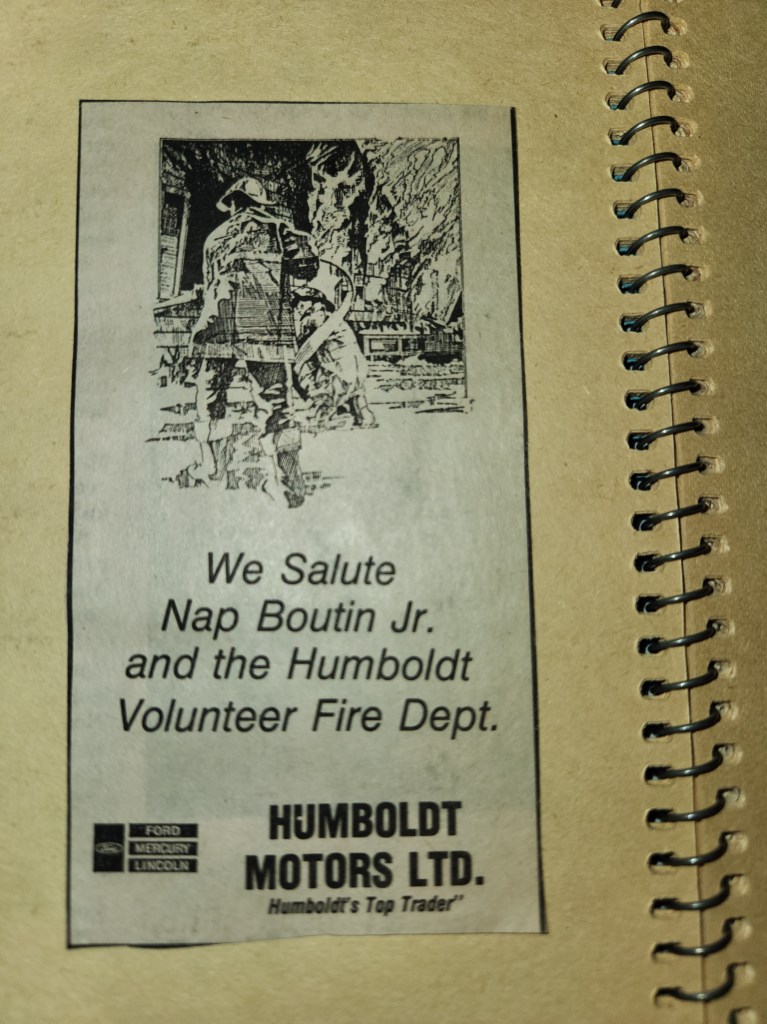 We Salute
Nap Boutin Jr.
and the Humboldt
Volunteer Fire Dept.
Ford
FORD
MERCURY
LINCOLN
HUMBOLDT
MOTORS LTD.
Humboldt's Top Trader"